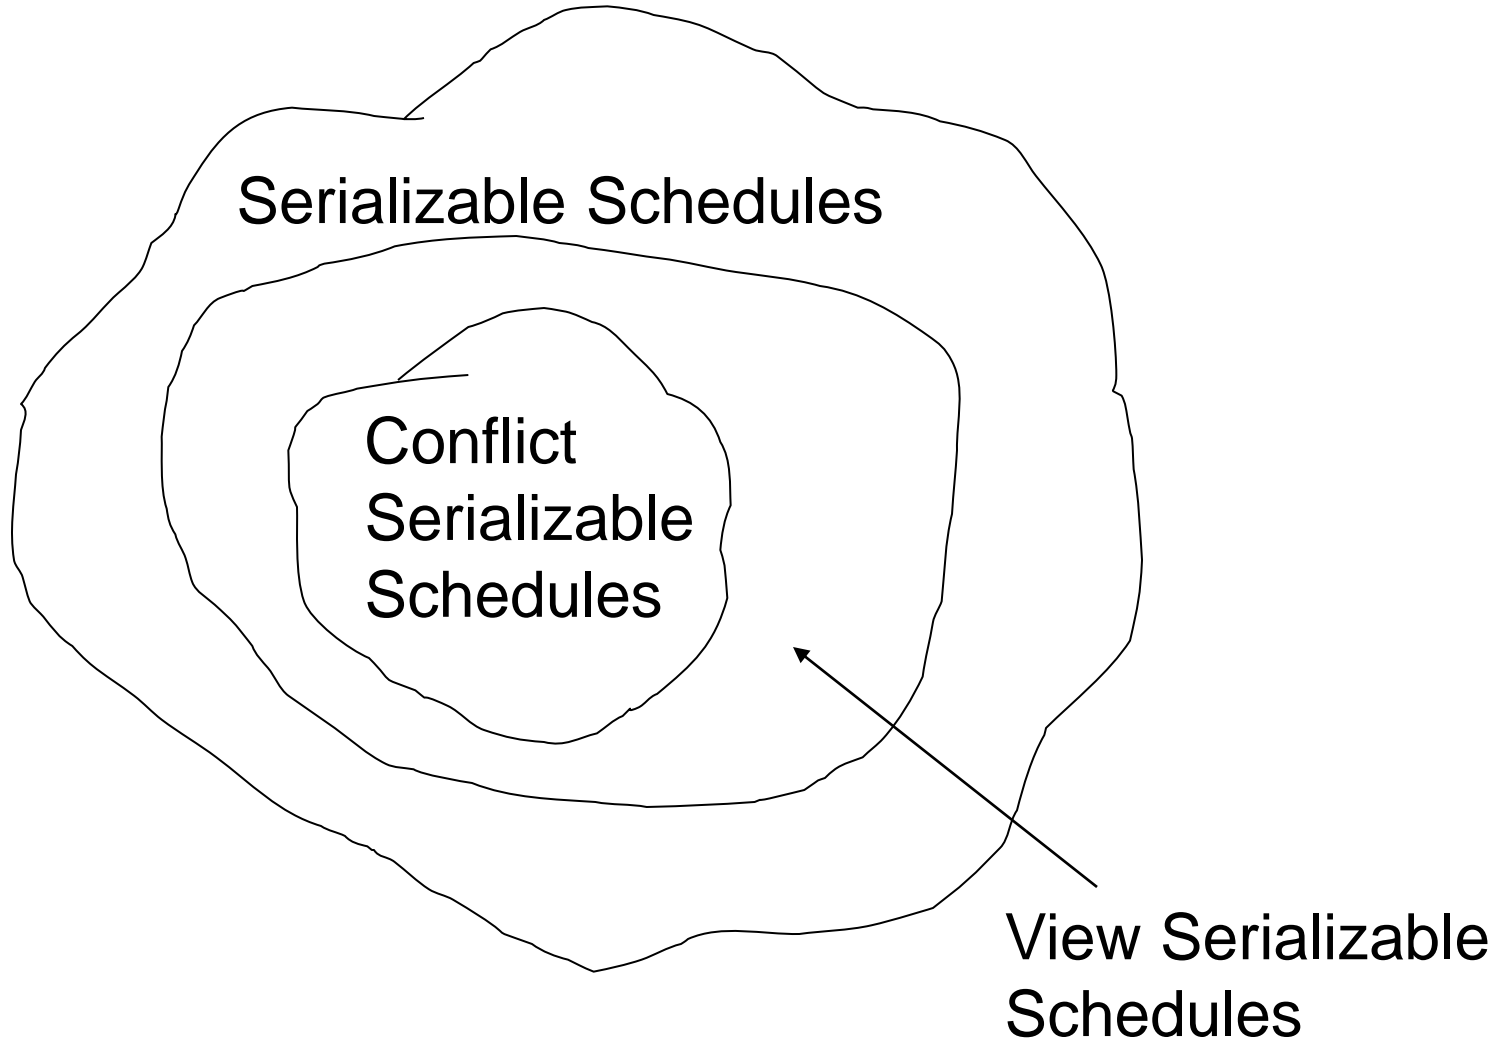 Serializable Schedules
Conflict
Serializable
Schedules
View Serializable
Schedules